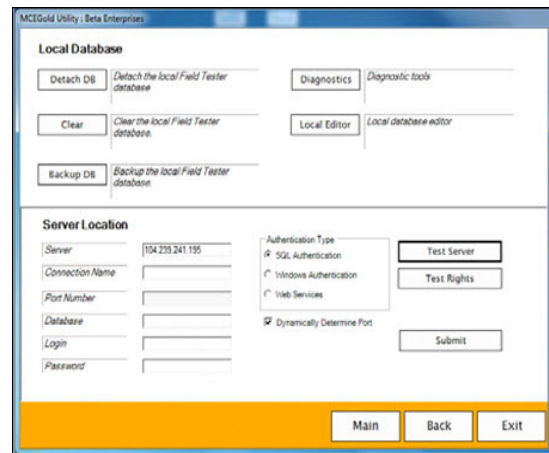 MCEGold Utility : Beta Enterprises
Local Database
Detach DB
Detach the local Field Tester
database
Diagnostics
Diagnostic tools
Clear
Clear the local Field Tester
database.
Local Editor
Local database editor
Backup DB
Backup the local Field Tester
database.
Server Location
Server
104.239.241.195
Connection Name
Port Number
Database
Login
Password
Authentication Type
SQL Authentication
Windows Authentication
Web Services
Dynamically Determine Port
Test Server
Test Rights
Submit
Main
Back
Exit